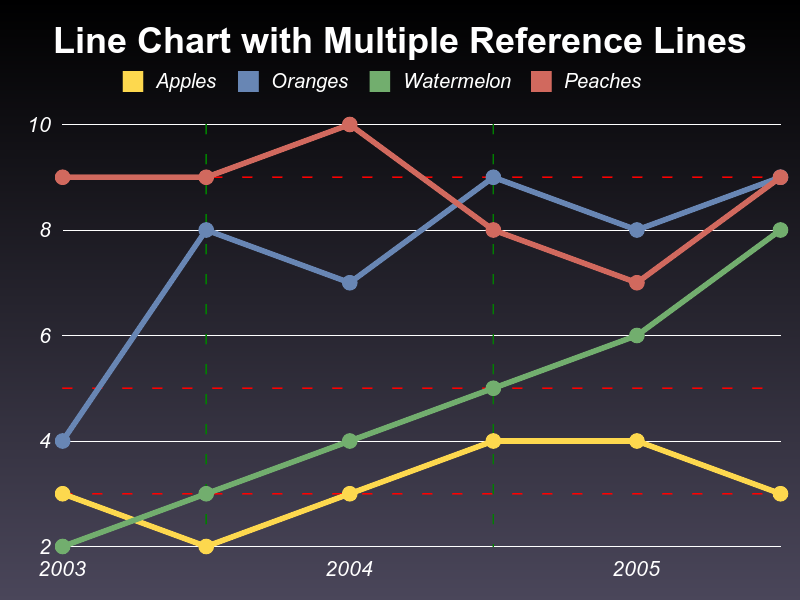 Line Chart with Multiple Reference Lines
Apples Oranges Watermelon Peaches
10
8
6
4
2
2003 2004 2005